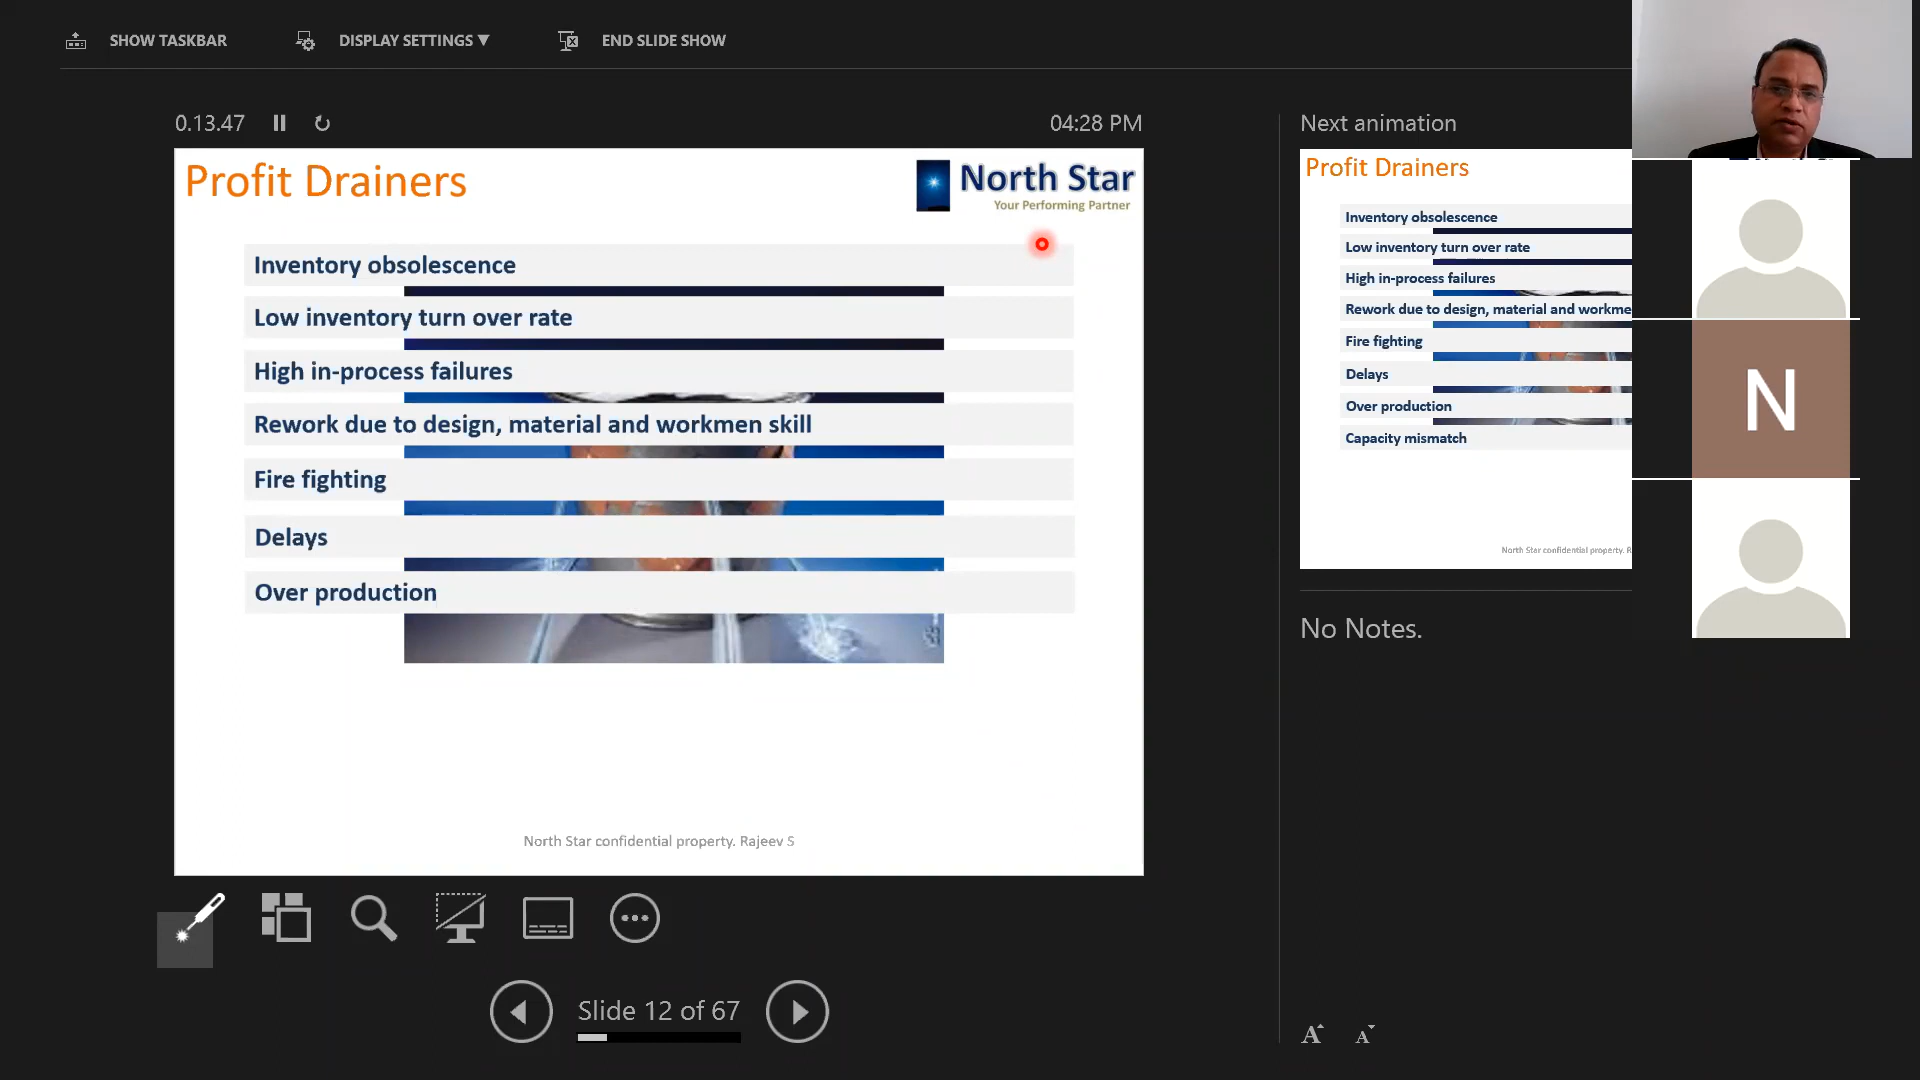 SHOW TASKBAR
DISPLAY SETTINGS ▼
END SLIDE SHOW
0.13.47
04:28 PM
Profit Drainers
North Star
Your Performing Partner
Inventory obsolescence
Low inventory turn over rate
High in-process failures
Rework due to design, material and workmen skill
Fire fighting
Delays
Over production
North Star confidential property. Rajeev S
Slide 12 of 67
Next animation
Profit Drainers
Inventory obsolescence
Low inventory turn over rate
High in-process failures
Rework due to design, material and workme
Fire fighting
Delays
Over production
Capacity mismatch
North Star confidential property. R
No Notes.
A A
N